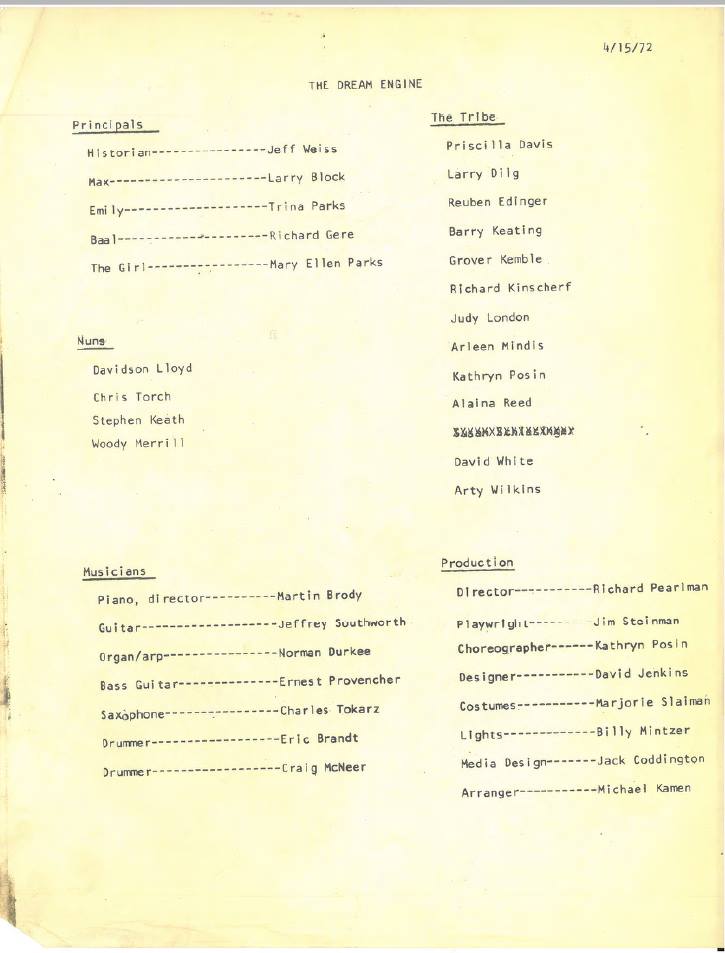 4/15/72
THE DREAM ENGINE
Principals
Historian----------------Jeff Weiss
Max----------------------Larry Block
Emily--------------------Trina Parks
Baal---------------------Richard Gere
The Girl-----------------Mary Ellen Parks
Nuns
Davidson Lloyd
Chris Torch
Stephen Keath
Woody Merrill
The Tribe
Priscilla Davis
Larry Dilg
Reuben Edinger
Barry Keating
Grover Kemble
Richard Kinscherf
Judy London
Arleen Mindis
Kathryn Posin
Alaina Reed
David White
Arty Wilkins
Musicians
Piano, director----------Martin Brody
Guitar-------------------Jeffrey Southworth
Organ/arp----------------Norman Durkee
Bass Guitar--------------Ernest Provencher
Saxophone----------------Charles Tokarz
Drummer------------------Eric Brandt
Drummer------------------Craig McNeer
Production
Director-----------Richard Pearlman
Playwright---------Jim Steinman
Choreographer------Kathryn Posin
Designer-----------David Jenkins
Costumes-----------Marjorie Slaiman
Lights-------------Billy Mintzer
Media Design-------Jack Coddington
Arranger-----------Michael Kamen